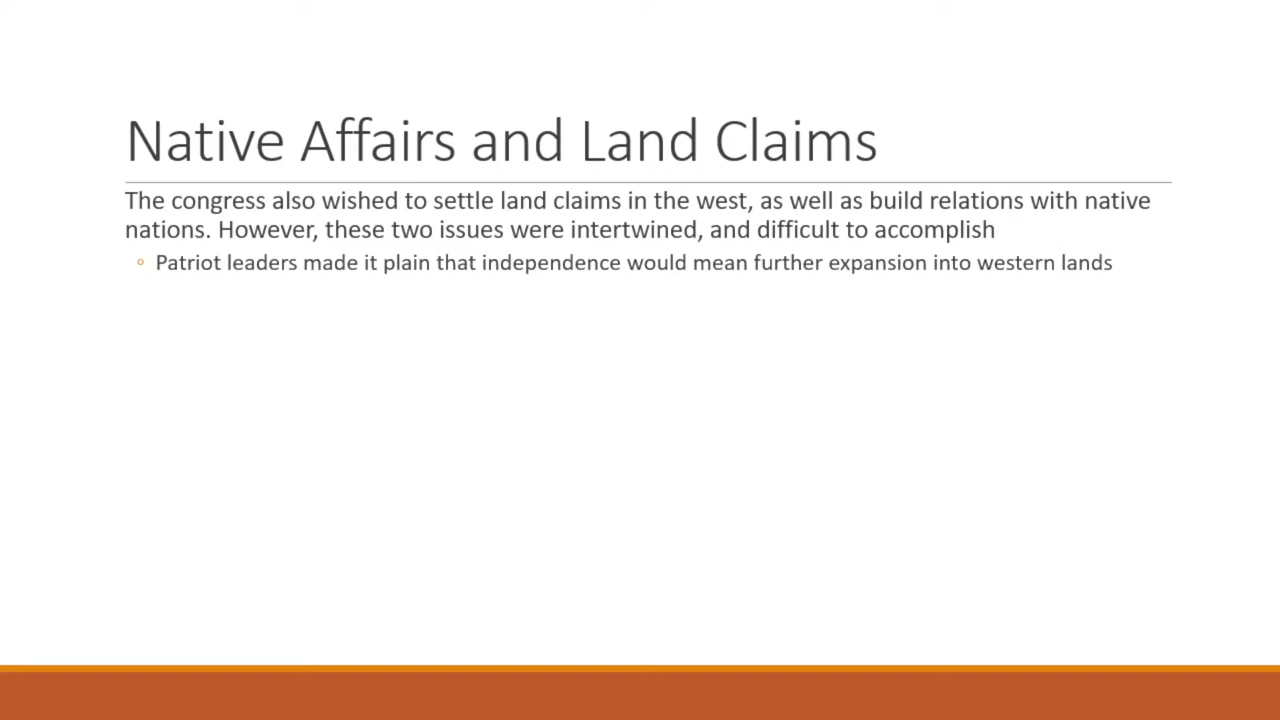 Native Affairs and Land Claims
The congress also wished to settle land claims in the west, as well as build relations with native
nations. However, these two issues were intertwined, and difficult to accomplish
◦ Patriot leaders made it plain that independence would mean further expansion into western lands